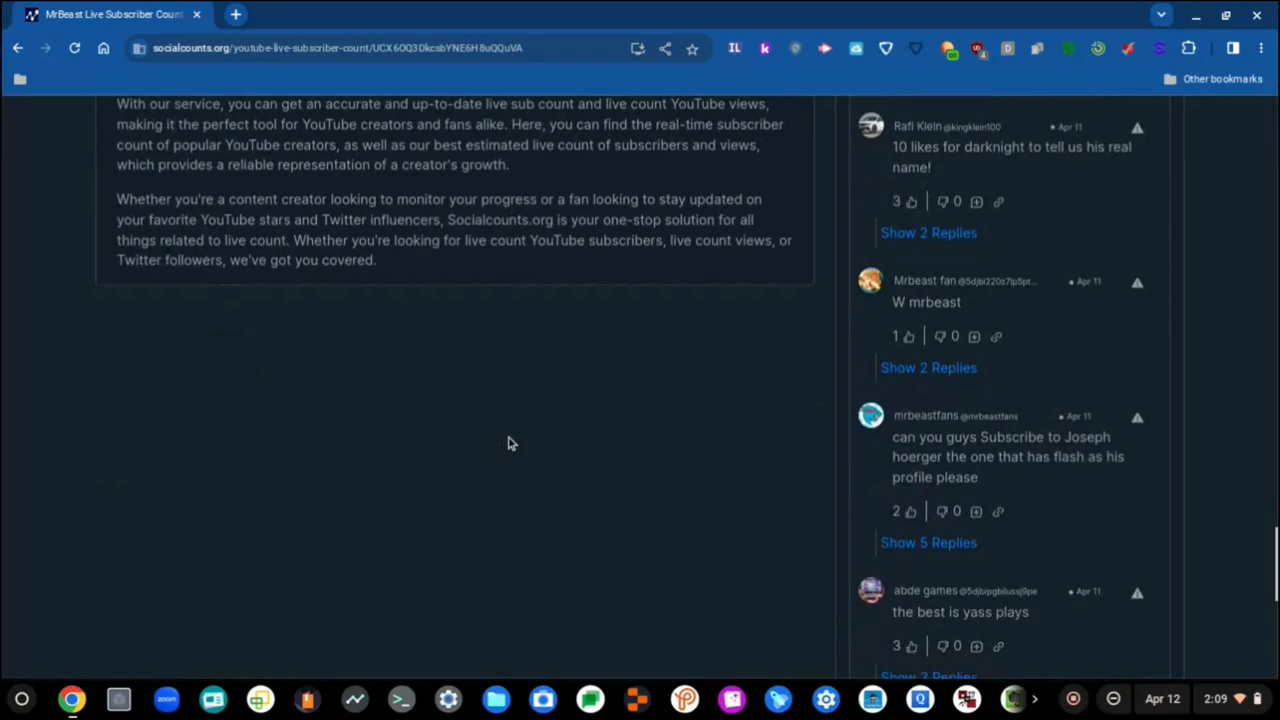 MrBeast Live Subscriber Count
socialcounts.org/youtube-live-subscriber-count/UCX6OQ3DkcsbYNE6H8uQQuVA
Other bookmarks
With our service, you can get an accurate and up-to-date live sub count and live count YouTube views,
making it the perfect tool for YouTube creators and fans alike. Here, you can find the real-time subscriber
count of popular YouTube creators, as well as our best estimated live count of subscribers and views,
which provides a reliable representation of a creator's growth.
Whether you're a content creator looking to monitor your progress or a fan looking to stay updated on
your favorite YouTube stars and Twitter influencers, Socialcounts.org is your one-stop solution for all
things related to live count. Whether you're looking for live count YouTube subscribers, live count views, or
Twitter followers, we've got you covered.
Rafi Klein @kingklein100 • Apr 11
10 likes for darknight to tell us his real
name!
3 0
Show 2 Replies
Mrbeast fan • Apr 11
W mrbeast
1 0
Show 2 Replies
mrbeastfans @mrbeastfans • Apr 11
can you guys Subscribe to Joseph
hoerger the one that has flash as his
profile please
2 0
Show 5 Replies
abde games • Apr 11
the best is yass plays
3 0
zoom
Apr 12
2:09